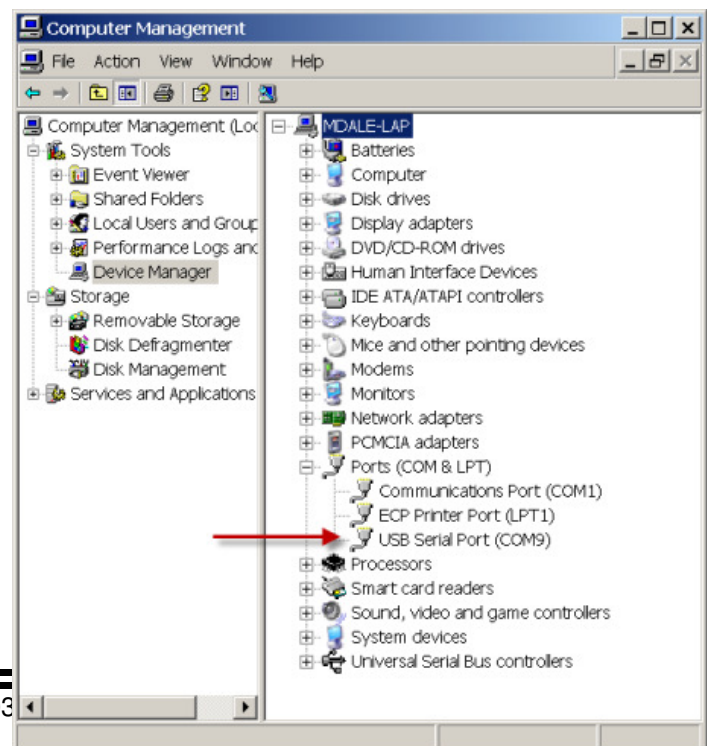 Computer Management
File Action View Window Help
Computer Management (Loc
System Tools
Event Viewer
Shared Folders
Local Users and Group
Performance Logs and
Device Manager
Storage
Removable Storage
Disk Defragmenter
Disk Management
Services and Applications
MDALE-LAP
Batteries
Computer
Disk drives
Display adapters
DVD/CD-ROM drives
Human Interface Devices
IDE ATA/ATAPI controllers
Keyboards
Mice and other pointing devices
Modems
Monitors
Network adapters
PCMCIA adapters
Ports (COM & LPT)
Communications Port (COM1)
ECP Printer Port (LPT1)
USB Serial Port (COM9)
Processors
Smart card readers
Sound, video and game controllers
System devices
Universal Serial Bus controllers
3